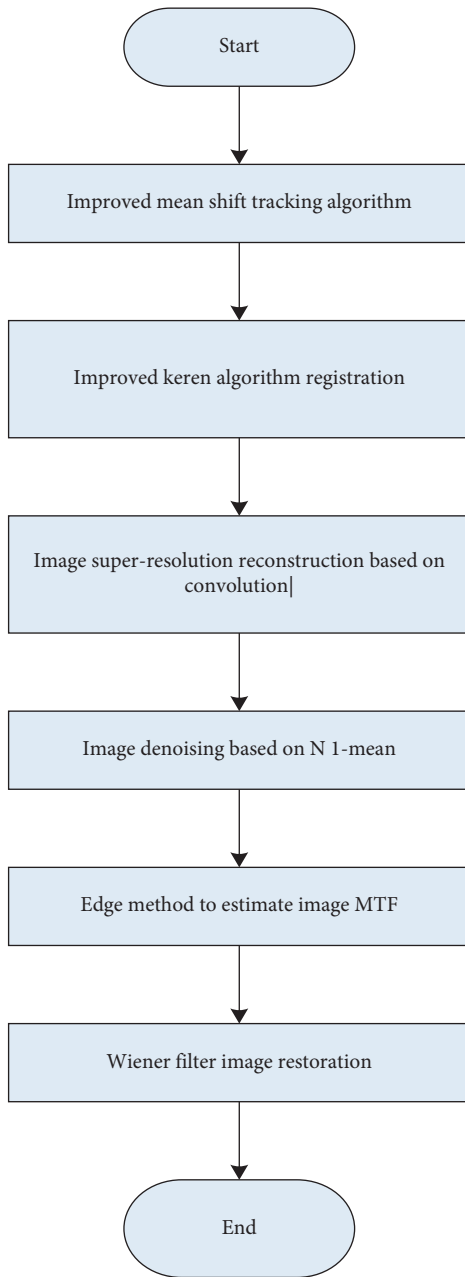 Start
Improved mean shift tracking algorithm
Improved keren algorithm registration
Image super-resolution reconstruction based on
convolution|
Image denoising based on N 1-mean
Edge method to estimate image MTF
Wiener filter image restoration
End